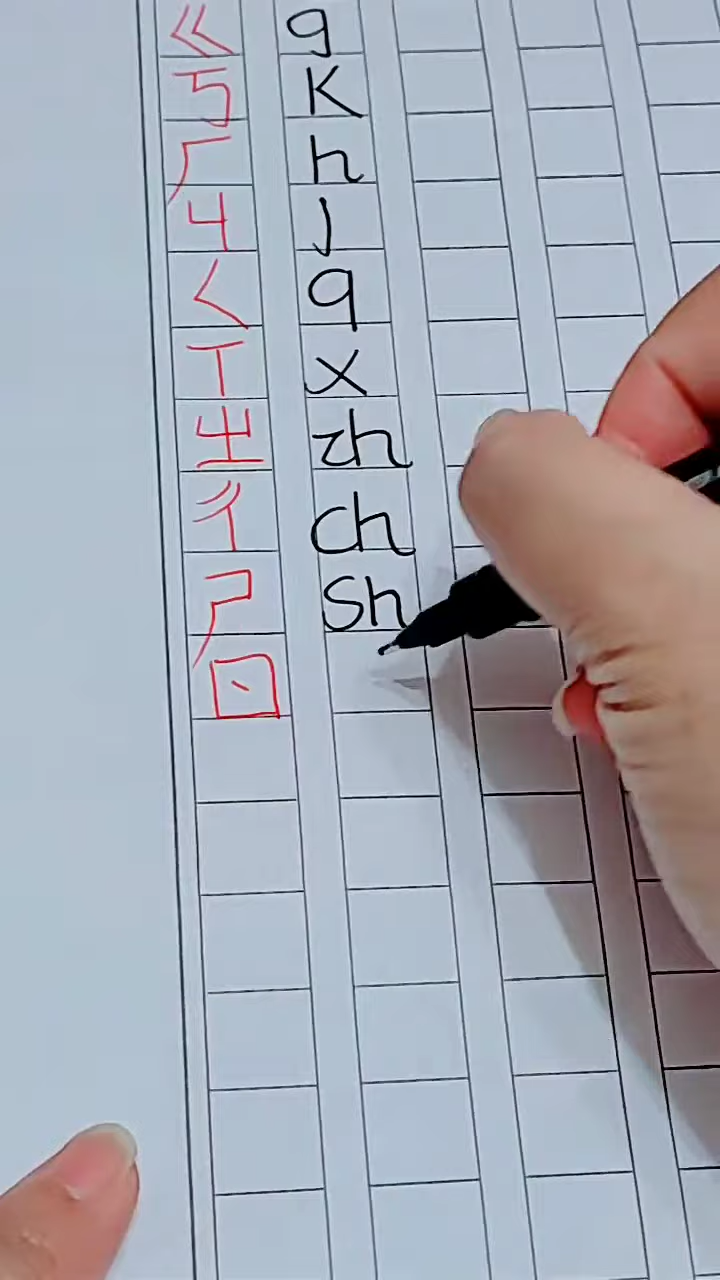 ㄍ g
ㄎ K
ㄏ h
ㄐ j
ㄑ q
ㄒ x
ㄓ zh
ㄔ ch
ㄕ Sh
ㄖ